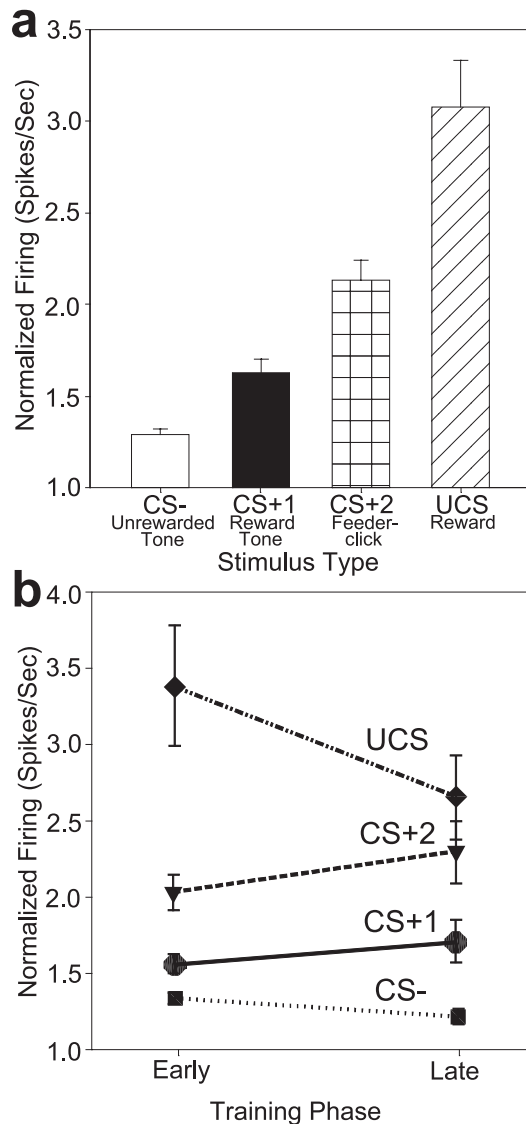 a
Normalized Firing (Spikes/Sec)
3.5
3.0
2.5
2.0
1.5
1.0
CS- CS+1 CS+2 UCS
Unrewarded Reward Feeder- Reward
Tone Tone click
Stimulus Type
b
Normalized Firing (Spikes/Sec)
4.0
3.5
3.0
2.5
2.0
1.5
1.0
UCS
CS+2
CS+1
CS-
Early Late
Training Phase